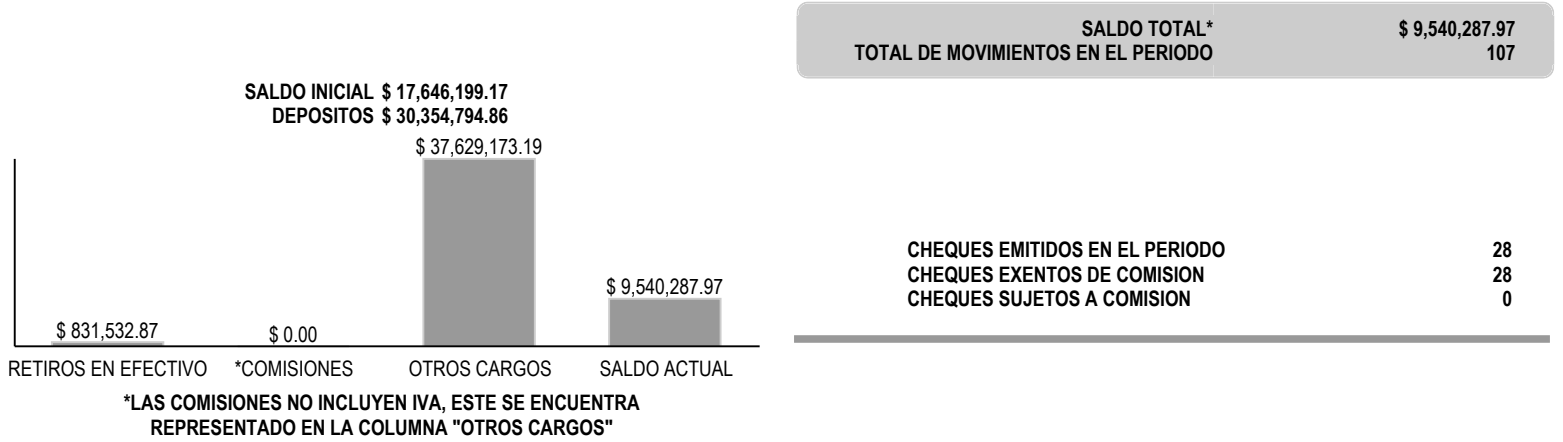 SALDO TOTAL* $ 9,540,287.97
TOTAL DE MOVIMIENTOS EN EL PERIODO 107
SALDO INICIAL $ 17,646,199.17
DEPOSITOS $ 30,354,794.86
$ 37,629,173.19
$ 9,540,287.97
$ 831,532.87
$ 0.00
RETIROS EN EFECTIVO *COMISIONES OTROS CARGOS SALDO ACTUAL
*LAS COMISIONES NO INCLUYEN IVA, ESTE SE ENCUENTRA
REPRESENTADO EN LA COLUMNA "OTROS CARGOS"
CHEQUES EMITIDOS EN EL PERIODO 28
CHEQUES EXENTOS DE COMISION 28
CHEQUES SUJETOS A COMISION 0